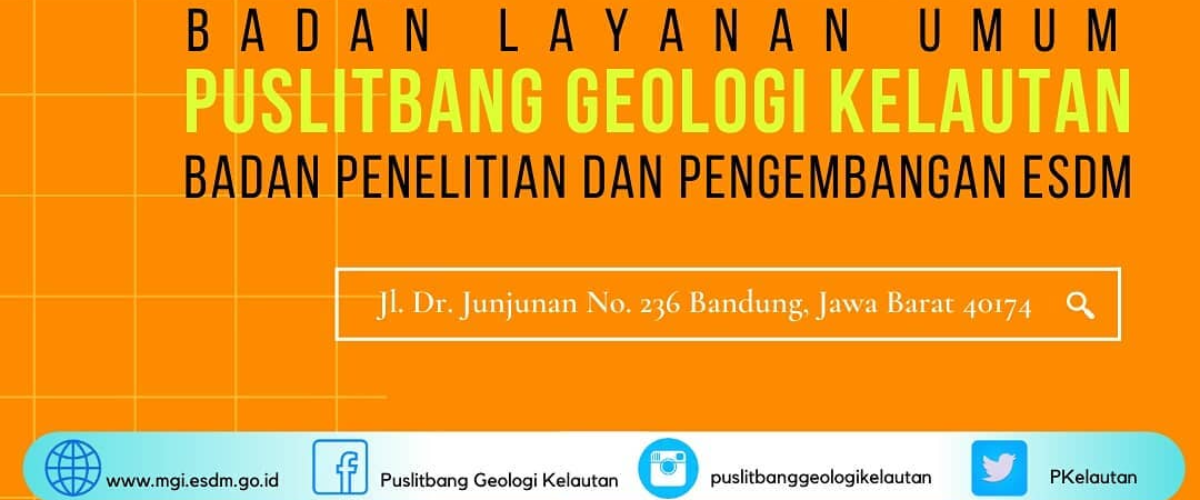 BADAN LAYANAN UMUM
PUSLITBANG GEOLOGI KELAUTAN
BADAN PENELITIAN DAN PENGEMBANGAN ESDM
Jl. Dr. Junjunan No. 236 Bandung, Jawa Barat 40174
www.mgi.esdm.go.id Puslitbang Geologi Kelautan puslitbanggeologikelautan PKelautan